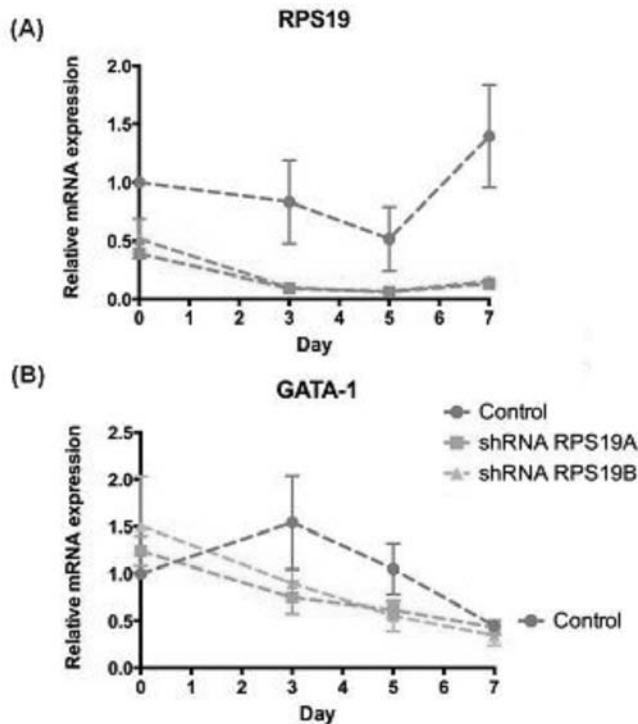 (A)
RPS19
Relative mRNA expression
2.0
1.5
1.0
0.5
0.0
0 1 2 3 4 5 6 7
Day
(B)
GATA-1
Relative mRNA expression
2.5
2.0
1.5
1.0
0.5
0.0
0 1 2 3 4 5 6 7
Day
Control
shRNA RPS19A
shRNA RPS19B
Control